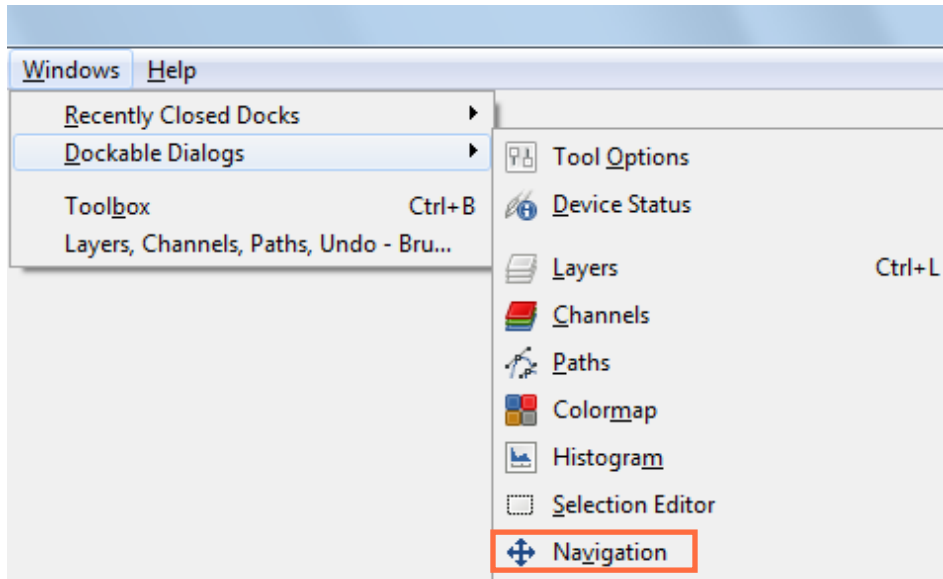 Windows Help
Recently Closed Docks
Dockable Dialogs
Toolbox Ctrl+B
Layers, Channels, Paths, Undo - Bru...
Tool Options
Device Status
Layers Ctrl+L
Channels
Paths
Colormap
Histogram
Selection Editor
Navigation